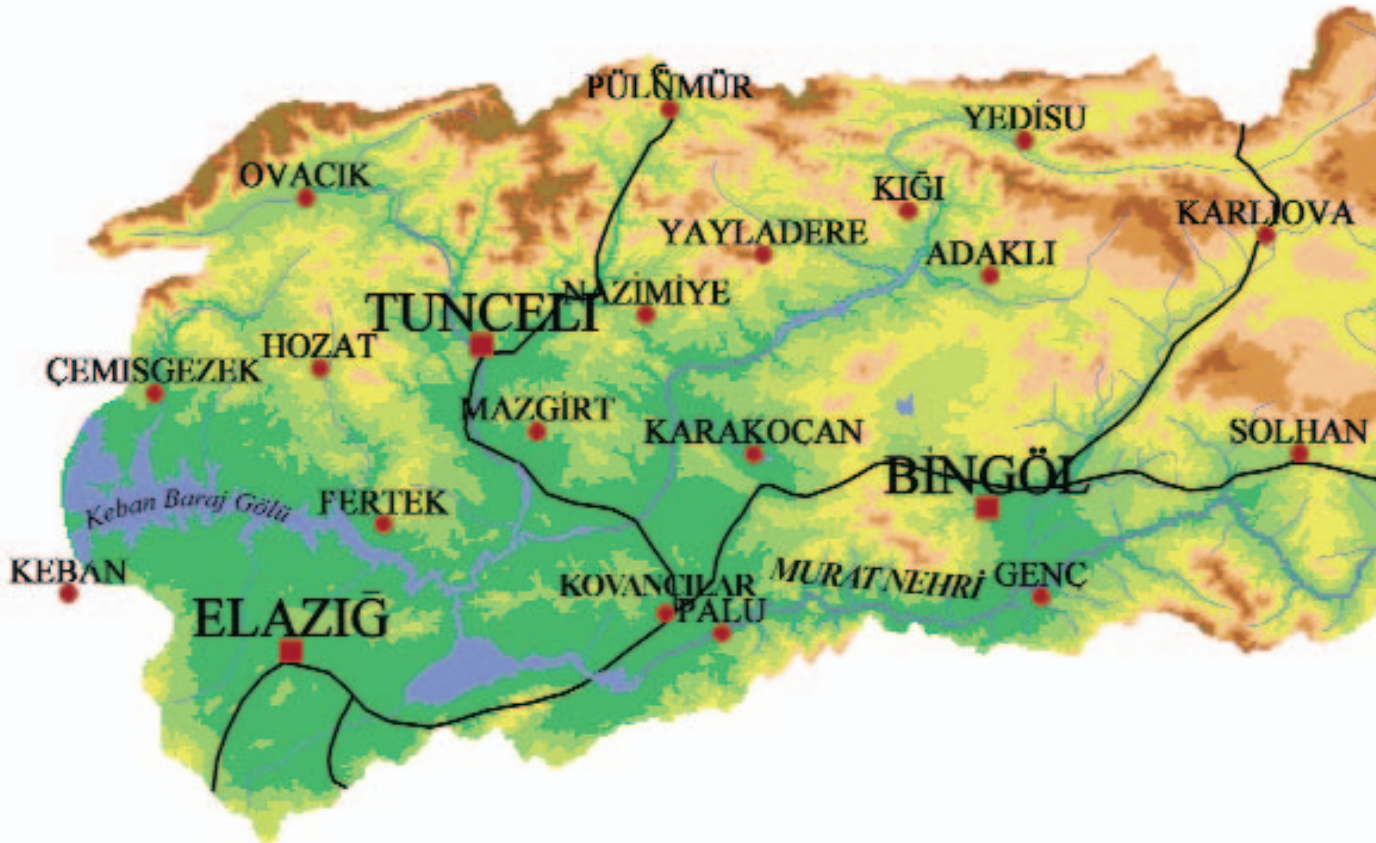 PÜLÜMÜR
YEDİSU
OVACIK
KIĞI
KARLIOVA
YAYLADERE
ADAKLI
NAZİMİYE
TUNCELI
HOZAT
ÇEMISGEZEK
MAZGİRT
KARAKOCAN
SOLHAN
BİNGÖL
Keban Baraj Gölü
FERTEK
KEBAN
KOVANCILAR
MURAT NEHRİ
GENÇ
PALU
ELAZIĞ